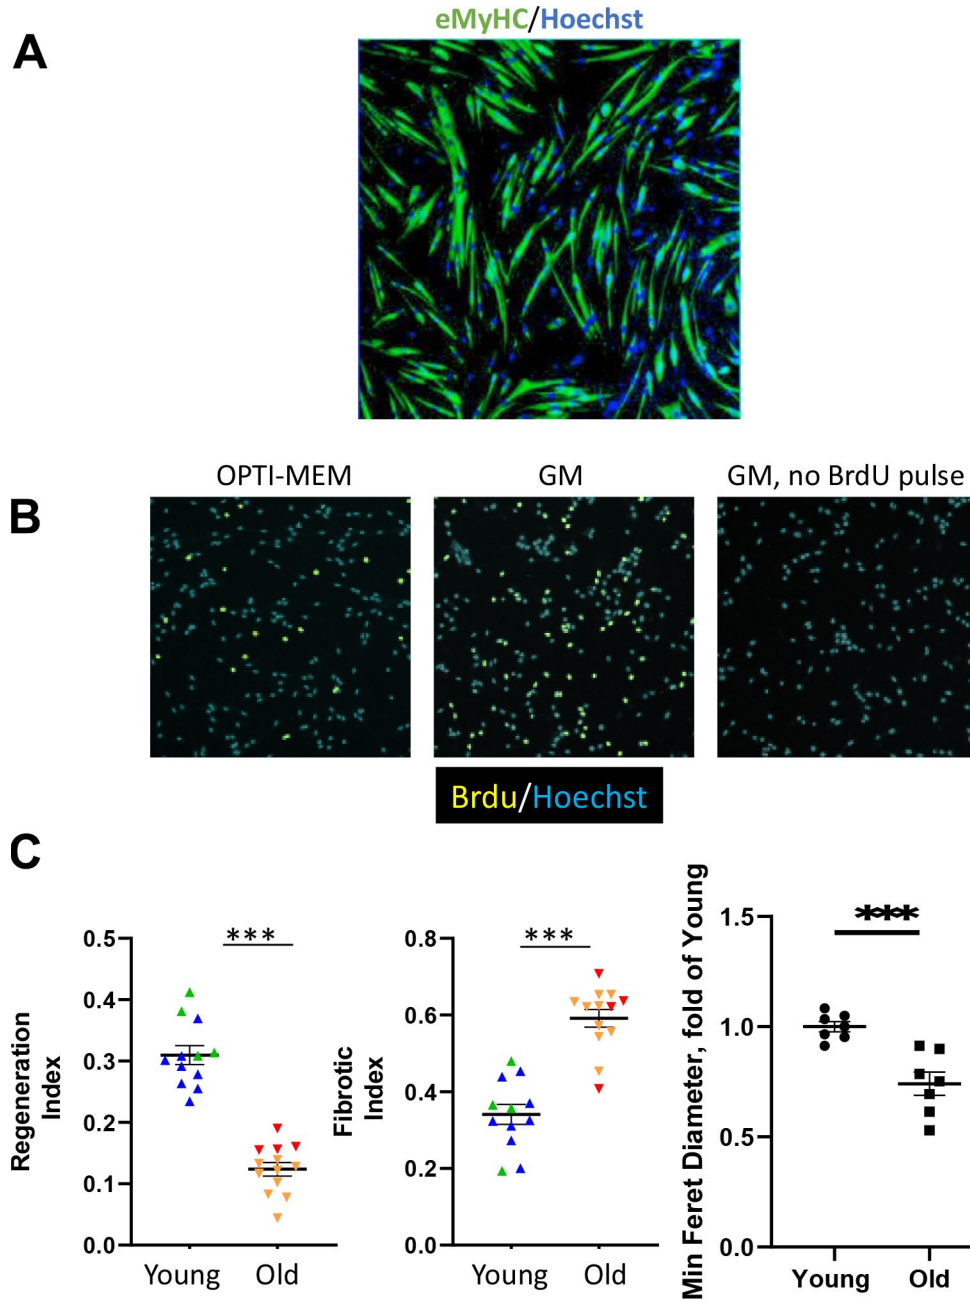 A
eMyHC/Hoechst
B
OPTI-MEM
GM
GM, no BrdU pulse
Brdu/Hoechst
C
Regeneration
Index
0.5
0.4
0.3
0.2
0.1
0.0
***
Young
Old
Fibrotic
Index
0.8
0.6
0.4
0.2
0.0
***
Young
Old
Min Feret Diameter, fold of Young
1.5
1.0
0.5
0.0
***
Young
Old